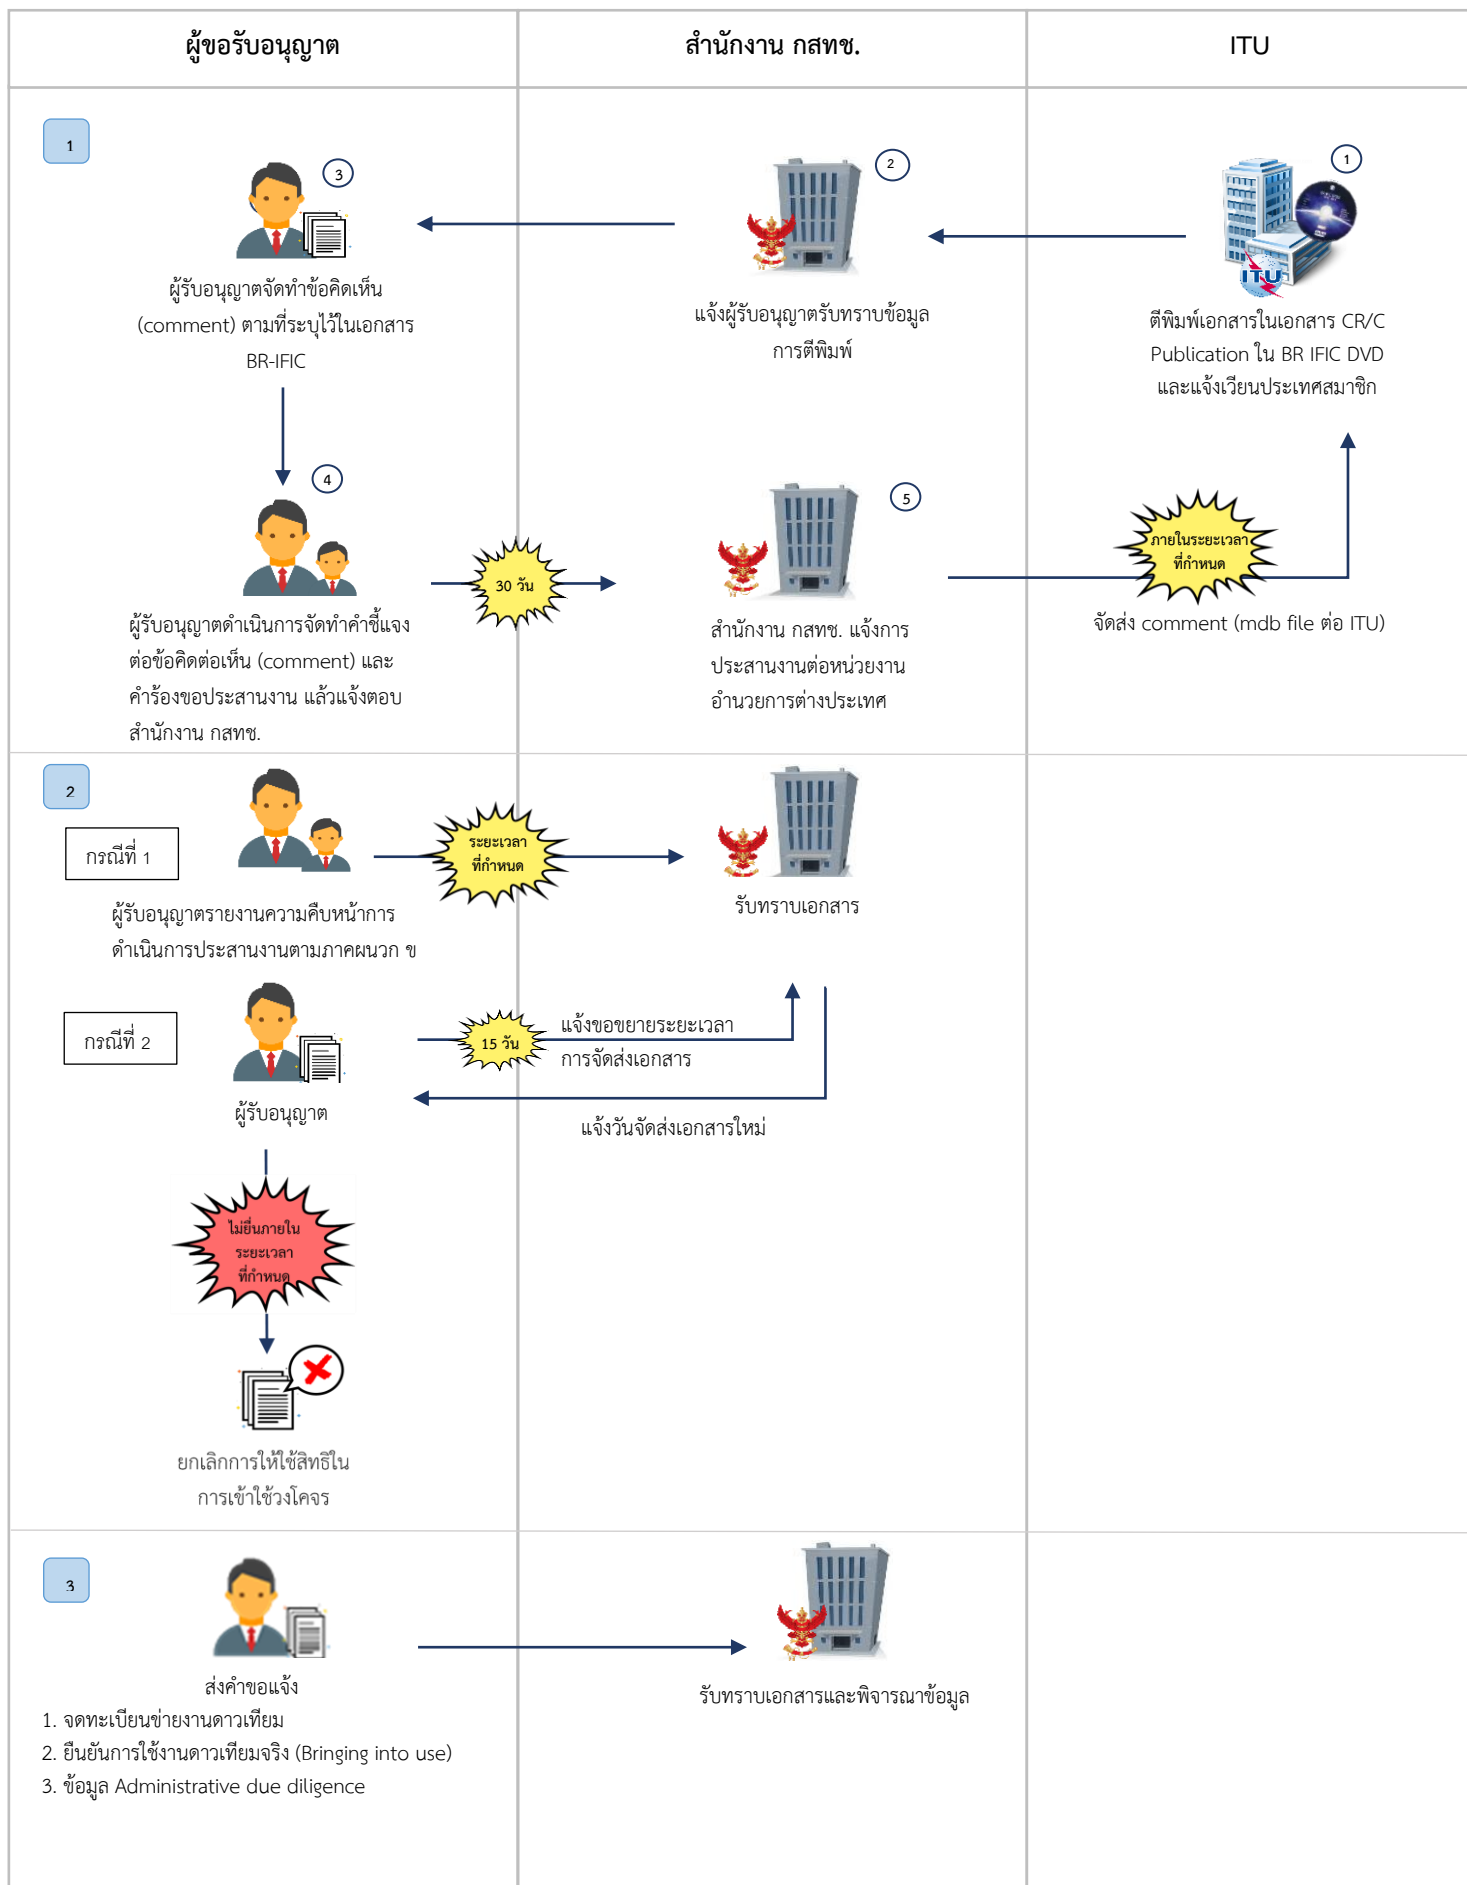 ผู้ขอรับอนุญาต
สำนักงาน กสทช.
ITU
1
3
2
1
ITU
ผู้รับอนุญาตจัดทำข้อคิดเห็น
(comment) ตามที่ระบุไว้ในเอกสาร
BR-IFIC
แจ้งผู้รับอนุญาตรับทราบข้อมูล
การตีพิมพ์
ตีพิมพ์เอกสารในเอกสาร CR/C
Publication ใน BR IFIC DVD
และแจ้งเวียนประเทศสมาชิก
4
30 วัน
5
ภายในระยะเวลา
ที่กำหนด
ผู้รับอนุญาตดำเนินการจัดทำคำชี้แจง
ต่อข้อคิดต่อเห็น (comment) และ
คำร้องขอประสานงาน แล้วแจ้งตอบ
สำนักงาน กสทช.
สำนักงาน กสทช. แจ้งการ
ประสานงานต่อหน่วยงาน
อำนวยการต่างประเทศ
จัดส่ง comment (mdb file ต่อ ITU)
2
กรณีที่ 1
ระยะเวลา
ที่กำหนด
ผู้รับอนุญาตรายงานความคืบหน้าการ
ดำเนินการประสานงานตามภาคผนวก ข
รับทราบเอกสาร
กรณีที่ 2
15 วัน
แจ้งขอขยายระยะเวลา
การจัดส่งเอกสาร
ผู้รับอนุญาต
แจ้งวันจัดส่งเอกสารใหม่
ไม่ยื่นภายใน
ระยะเวลา
ที่กำหนด
ยกเลิกการให้ใช้สิทธิใน
การเข้าใช้วงโคจร
3
ส่งคำขอแจ้ง
1. จดทะเบียนข่ายงานดาวเทียม
2. ยืนยันการใช้งานดาวเทียมจริง (Bringing into use)
3. ข้อมูล Administrative due diligence
รับทราบเอกสารและพิจารณาข้อมูล